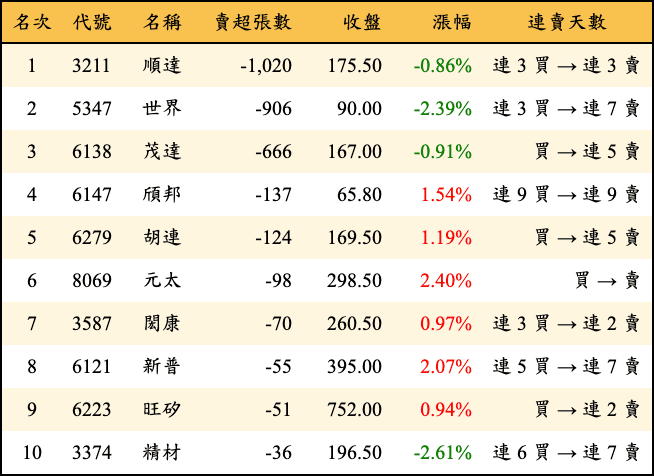 名次 代號 名稱 賣超張數 收盤 漲幅 連賣天數
1 3211 順達 -1,020 175.50 -0.86% 連 3 買 → 連 3 賣
2 5347 世界 -906 90.00 -2.39% 連 3 買 → 連 7 賣
3 6138 茂達 -666 167.00 -0.91% 買 → 連 5 賣
4 6147 頎邦 -137 65.80 1.54% 連 9 買 → 連 9 賣
5 6279 胡連 -124 169.50 1.19% 買 → 連 5 賣
6 8069 元太 -98 298.50 2.40% 買 → 賣
7 3587 閎康 -70 260.50 0.97% 連 3 買 → 連 2 賣
8 6121 新普 -55 395.00 2.07% 連 5 買 → 連 7 賣
9 6223 旺矽 -51 752.00 0.94% 買 → 連 2 賣
10 3374 精材 -36 196.50 -2.61% 連 6 買 → 連 7 賣